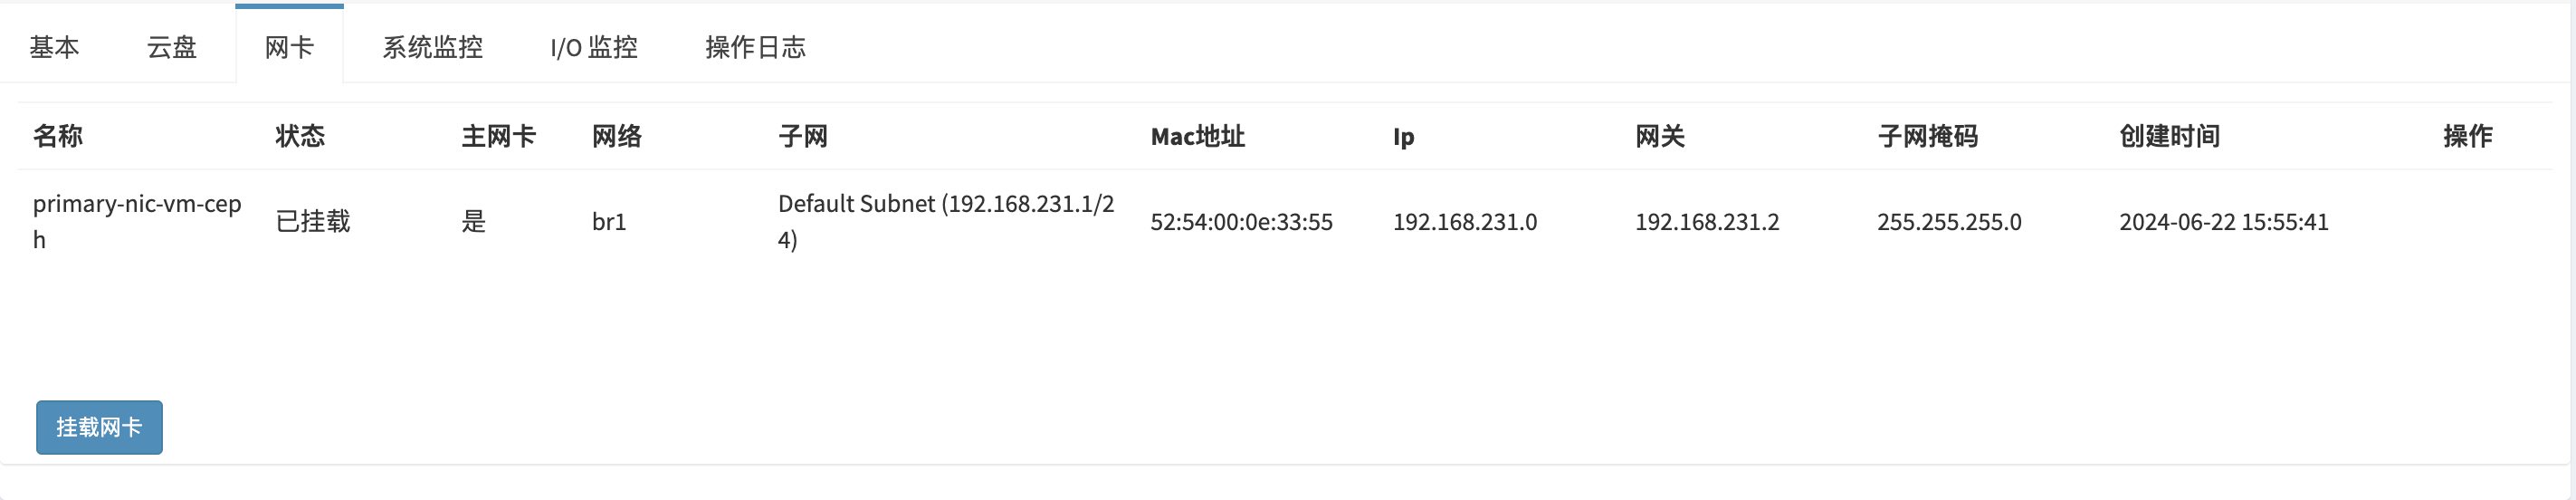 基本 云盘 网卡 系统监控 I/O 监控 操作日志
名称 状态 主网卡 网络 子网 Mac地址 Ip 网关 子网掩码 创建时间 操作
primary-nic-vm-cep Default Subnet (192.168.231.1/2
已挂载 是 br1 52:54:00:0e:33:55 192.168.231.0 192.168.231.2 255.255.255.0 2024-06-22 15:55:41
h 4)
挂载网卡